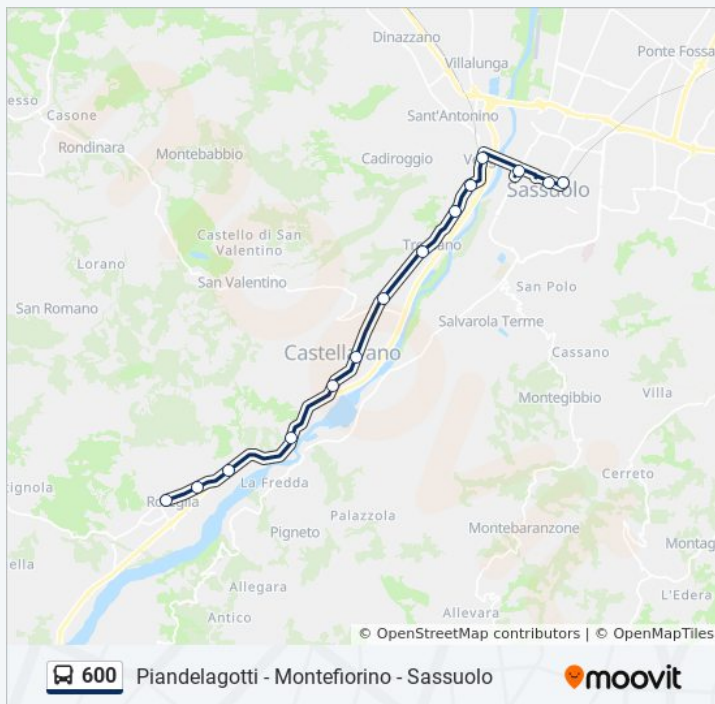 Dinazzano
Villalunga
Ponte Fossa
Casone
Sant'Antonino
Rondinara
Montebabbio
Cadiroggio
Sassuolo
Castello di San
Valentino
Lorano
San Valentino
San Polo
San Romano
Salvarola Terme
Castellarano
Cassano
Montegibbio
Villa
Cerreto
La Fredda
Palazzola
Pigneto
Montebaranzone
Allegara
L'Edera
Antico
Allevara
© OpenStreetMap contributors | © OpenMapTiles
600 Piandelagotti - Montefiorino - Sassuolo moovit